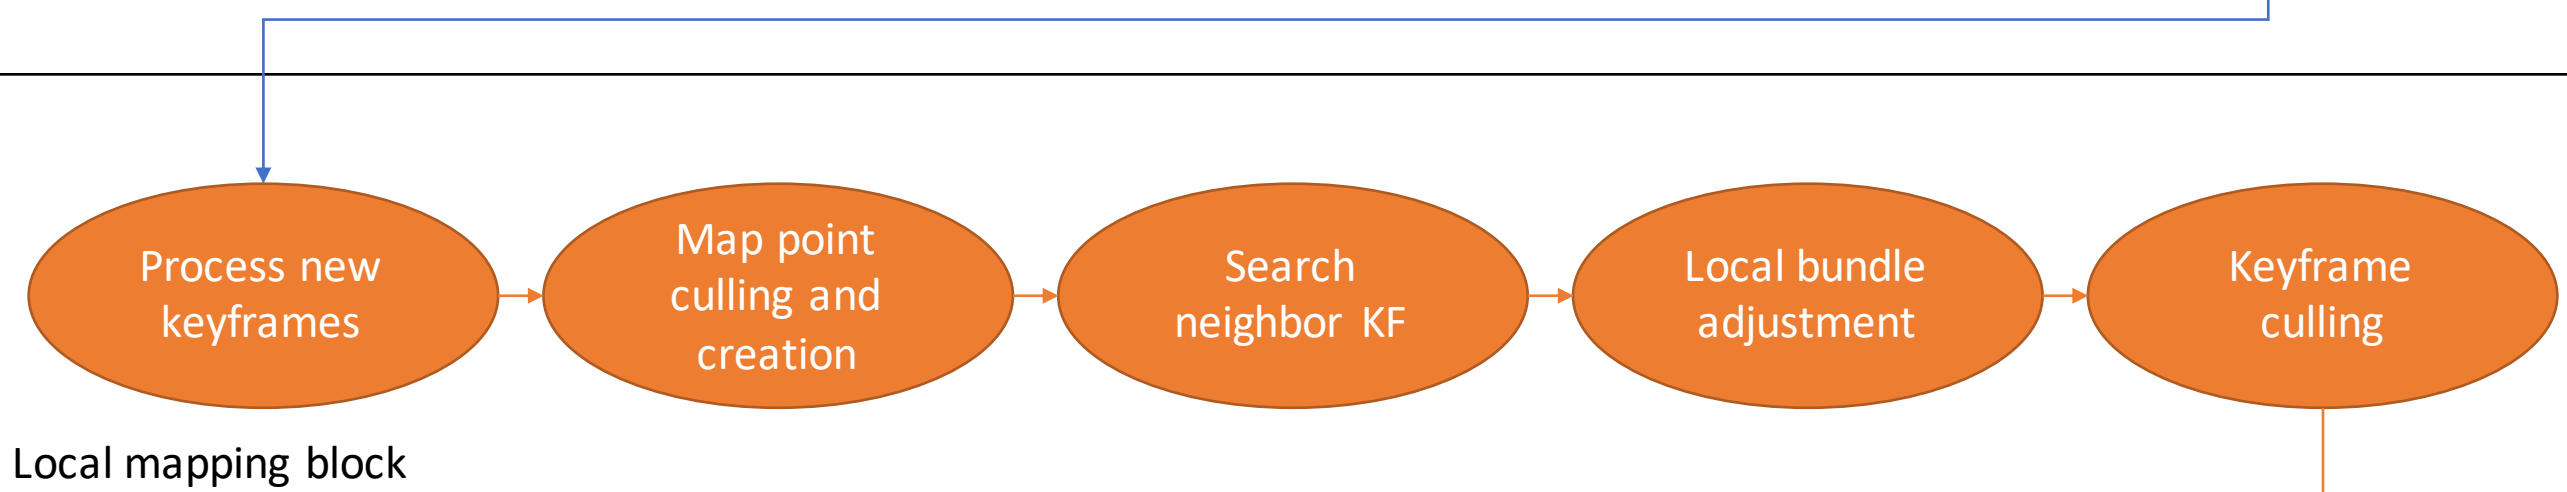 Process new
keyframes
Map point
culling and
creation
Search
neighbor KF
Local bundle
adjustment
Keyframe
culling
Local mapping block